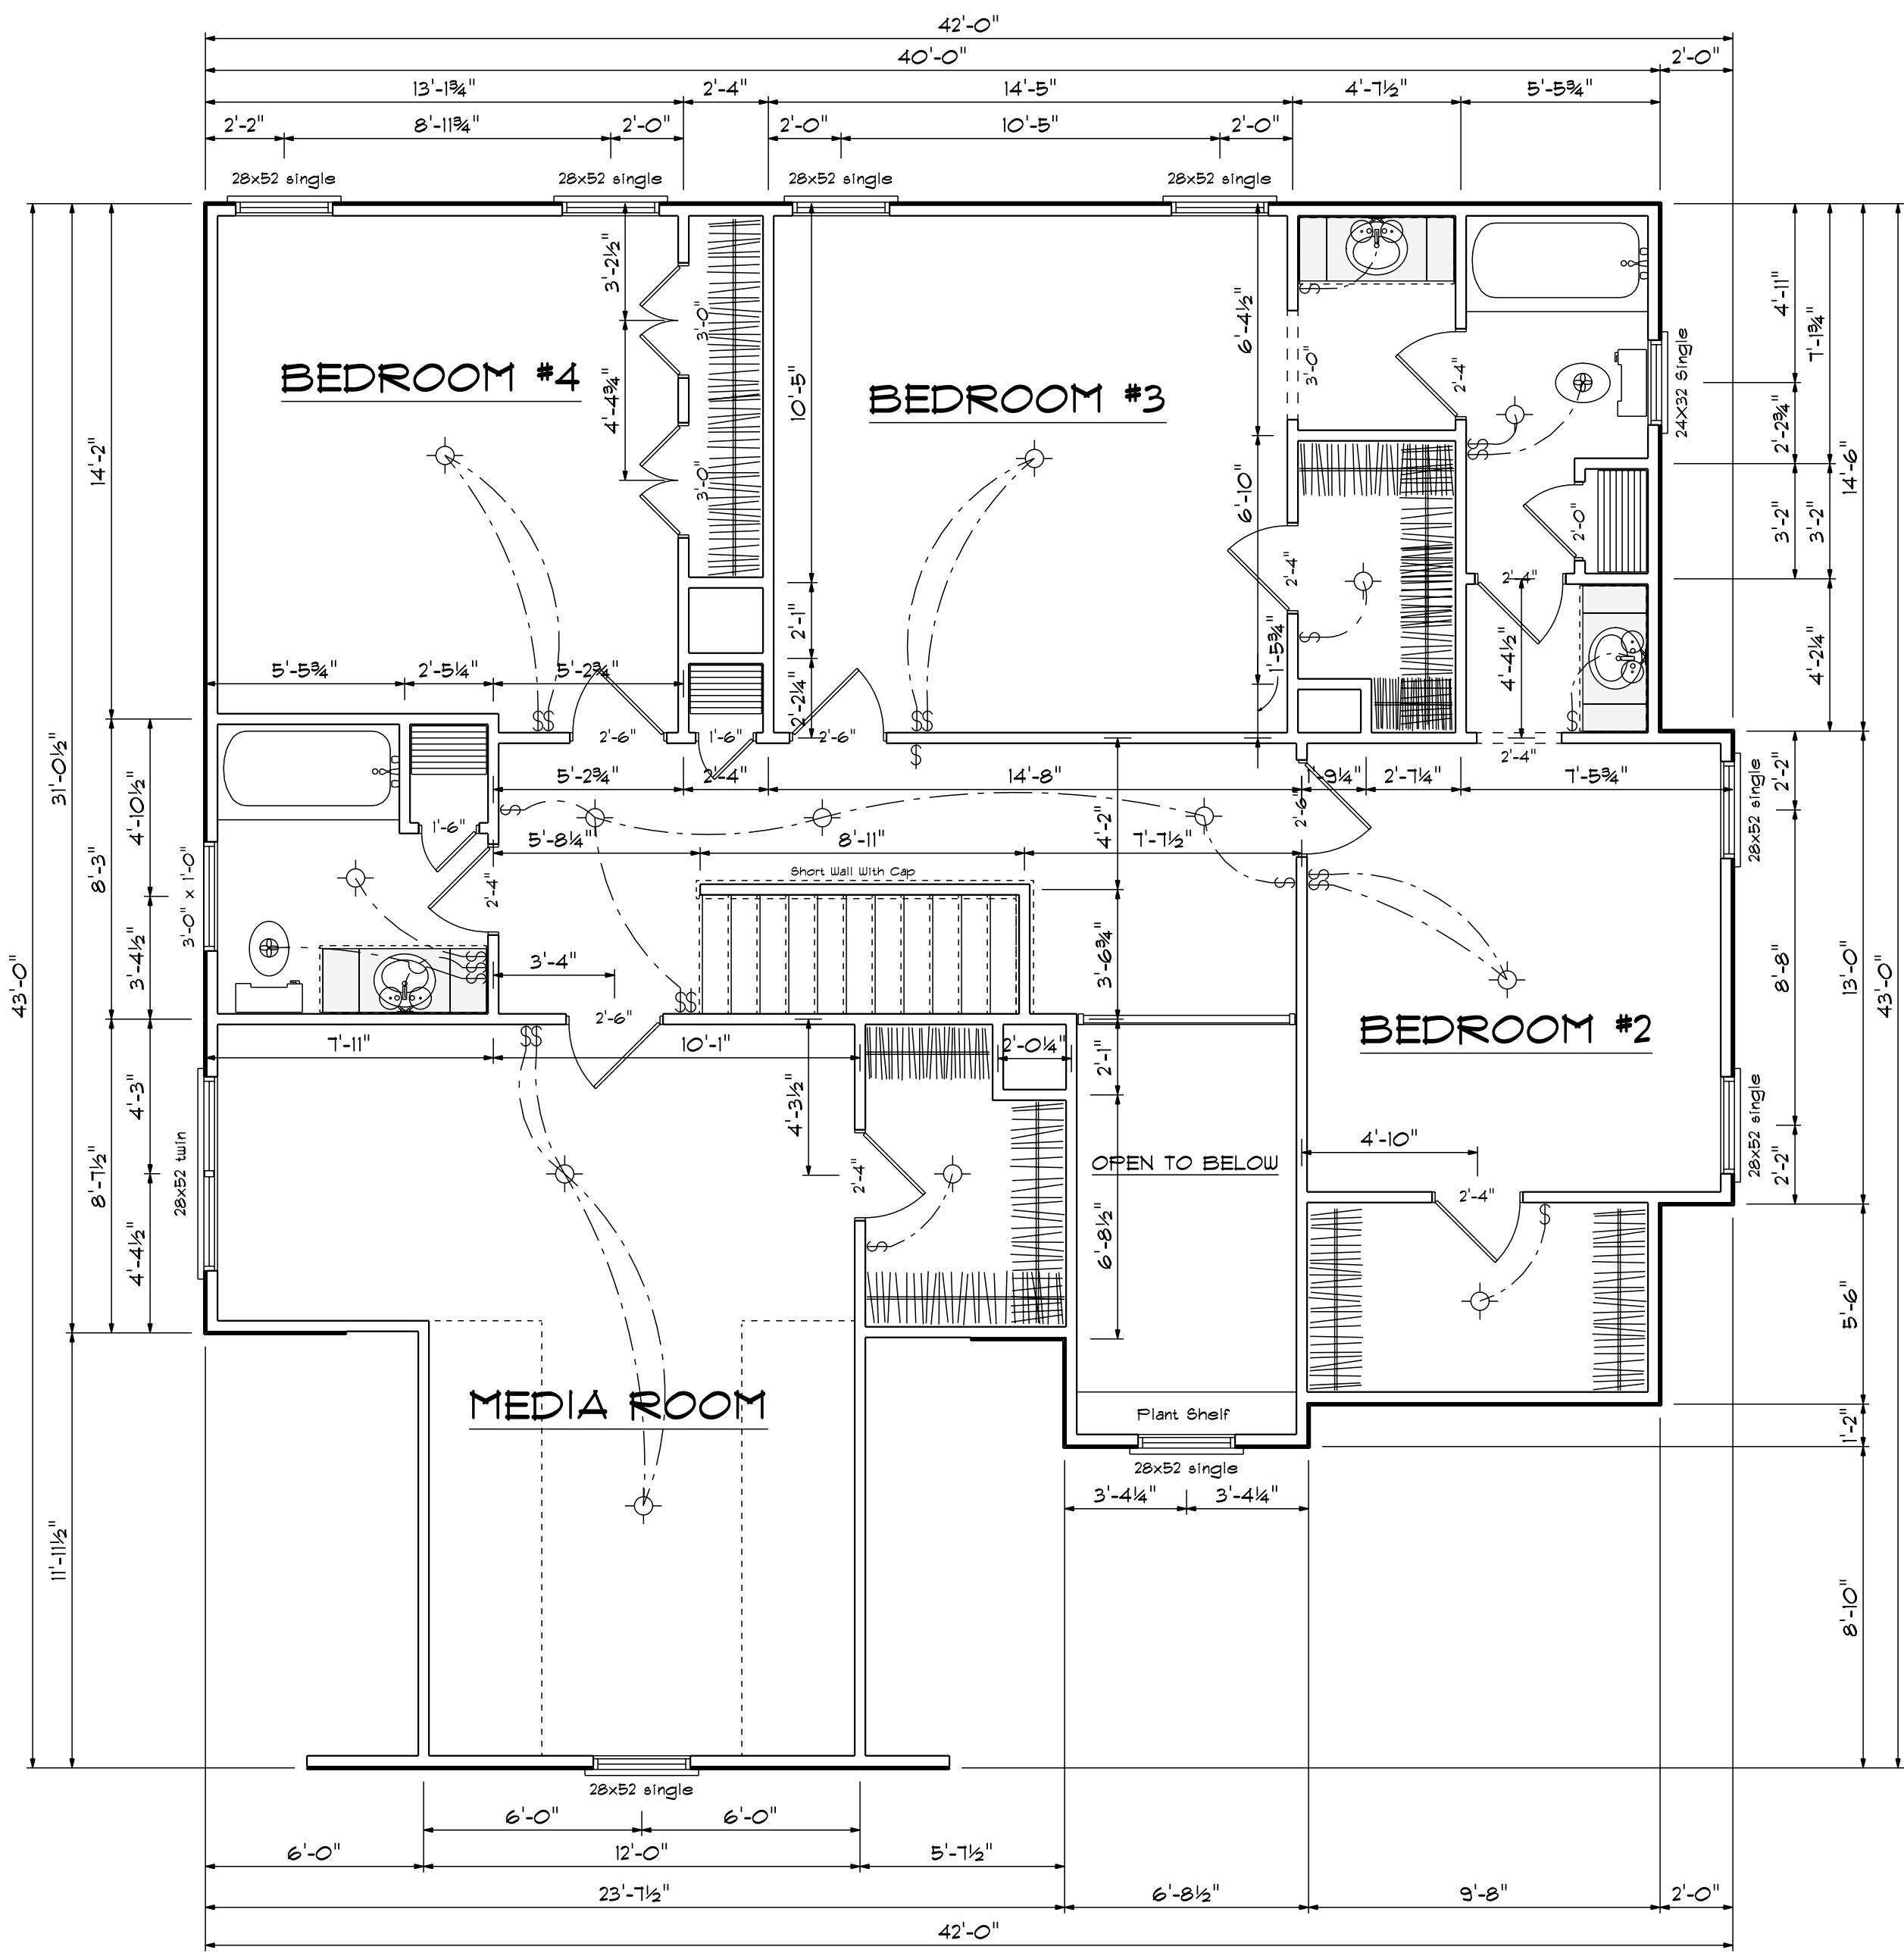 42'-0"
40'-0" 2'-0"
13'-1¾" 2'-4" 14'-5" 4'-7½" 5'-5¾"
2'-2" 8'-11¾" 2'-0" 2'-0" 10'-5" 2'-0"
28x52 single 28x52 single 28x52 single 28x52 single
3'-2½"
3'-0"
4'-4¾"
3'-0"
10'-5"
6'-4½"
3'-0"
2'-4"
24X32 Single
4'-11"
7'-1¾"
2'-2¾"
14'-6"
BEDROOM #4
BEDROOM #3
14'-2"
6'-10"
2'-4"
2'-0"
3'-2"
3'-2"
2'-4"
2'-1"
1'-5¾"
4'-4½"
4'-2¼"
5'-5¾" 2'-5¼" 5'-2¾"
2'-2¼"
$$ $$ $
2'-6" 1'-6" 2'-6" 2'-4"
5'-2¾" 2'-4" 14'-8" 1'-9¼" 2'-7¼" 7'-5¾"
31'-0½"
8'-3"
4'-10½"
3'-4½"
3'-0" x 1'-0"
1'-6"
2'-4"
5'-8¼" 8'-11" 7'-7½"
4'-2"
2'-6"
28x52 single
2'-2"
Short Wall With Cap
3'-6¾"
3'-4"
2'-6"
43'-0"
8'-8"
13'-0"
43'-0"
BEDROOM #2
7'-11" 10'-1" 2'-0¼"
2'-1"
4'-3"
8'-7½"
4'-4½"
28x52 twin
4'-3½"
2'-4"
OPEN TO BELOW
6'-8½"
4'-10"
2'-4"
28x52 single
2'-2"
5'-6"
MEDIA ROOM
Plant Shelf
28x52 single
1'-2"
3'-4¼" 3'-4¼"
11'-11½"
8'-10"
28x52 single
6'-0" 6'-0"
6'-0" 12'-0" 5'-7½"
23'-7½" 6'-8½" 9'-8" 2'-0"
42'-0"